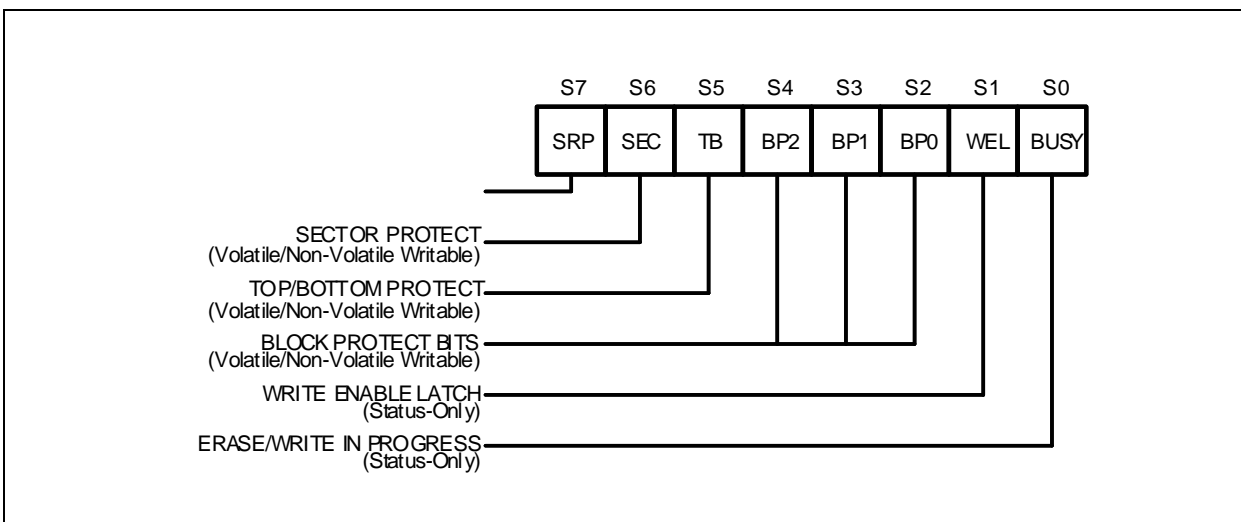 S7 S6 S5 S4 S3 S2 S1 S0
SRP SEC TB BP2 BP1 BP0 WEL BUSY
SECTOR PROTECT
(Volatile/Non-Volatile Writable)
TOP/BOTTOM PROTECT
(Volatile/Non-Volatile Writable)
BLOCK PROTECT BITS
(Volatile/Non-Volatile Writable)
WRITE ENABLE LATCH
(Status-Only)
ERASE/WRITE IN PROGRESS
(Status-Only)